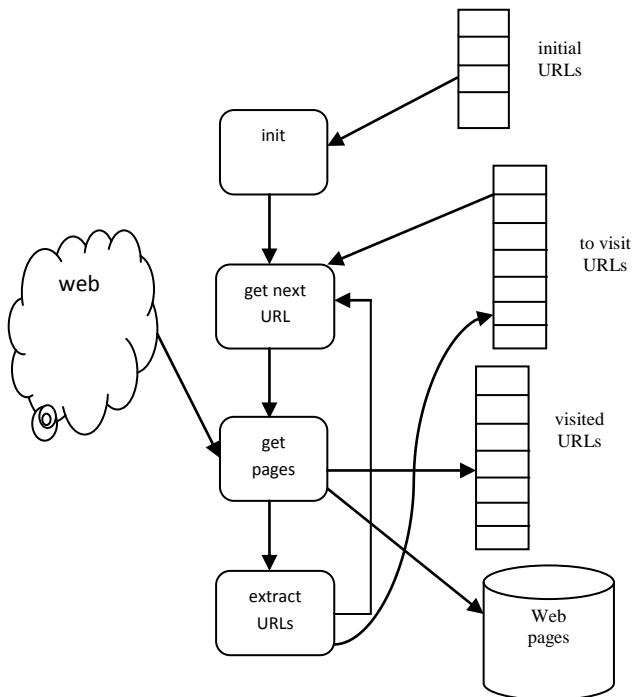 initial
URLs
init
to visit
URLs
web
get next
URL
visited
URLs
get
pages
extract
URLs
Web
pages